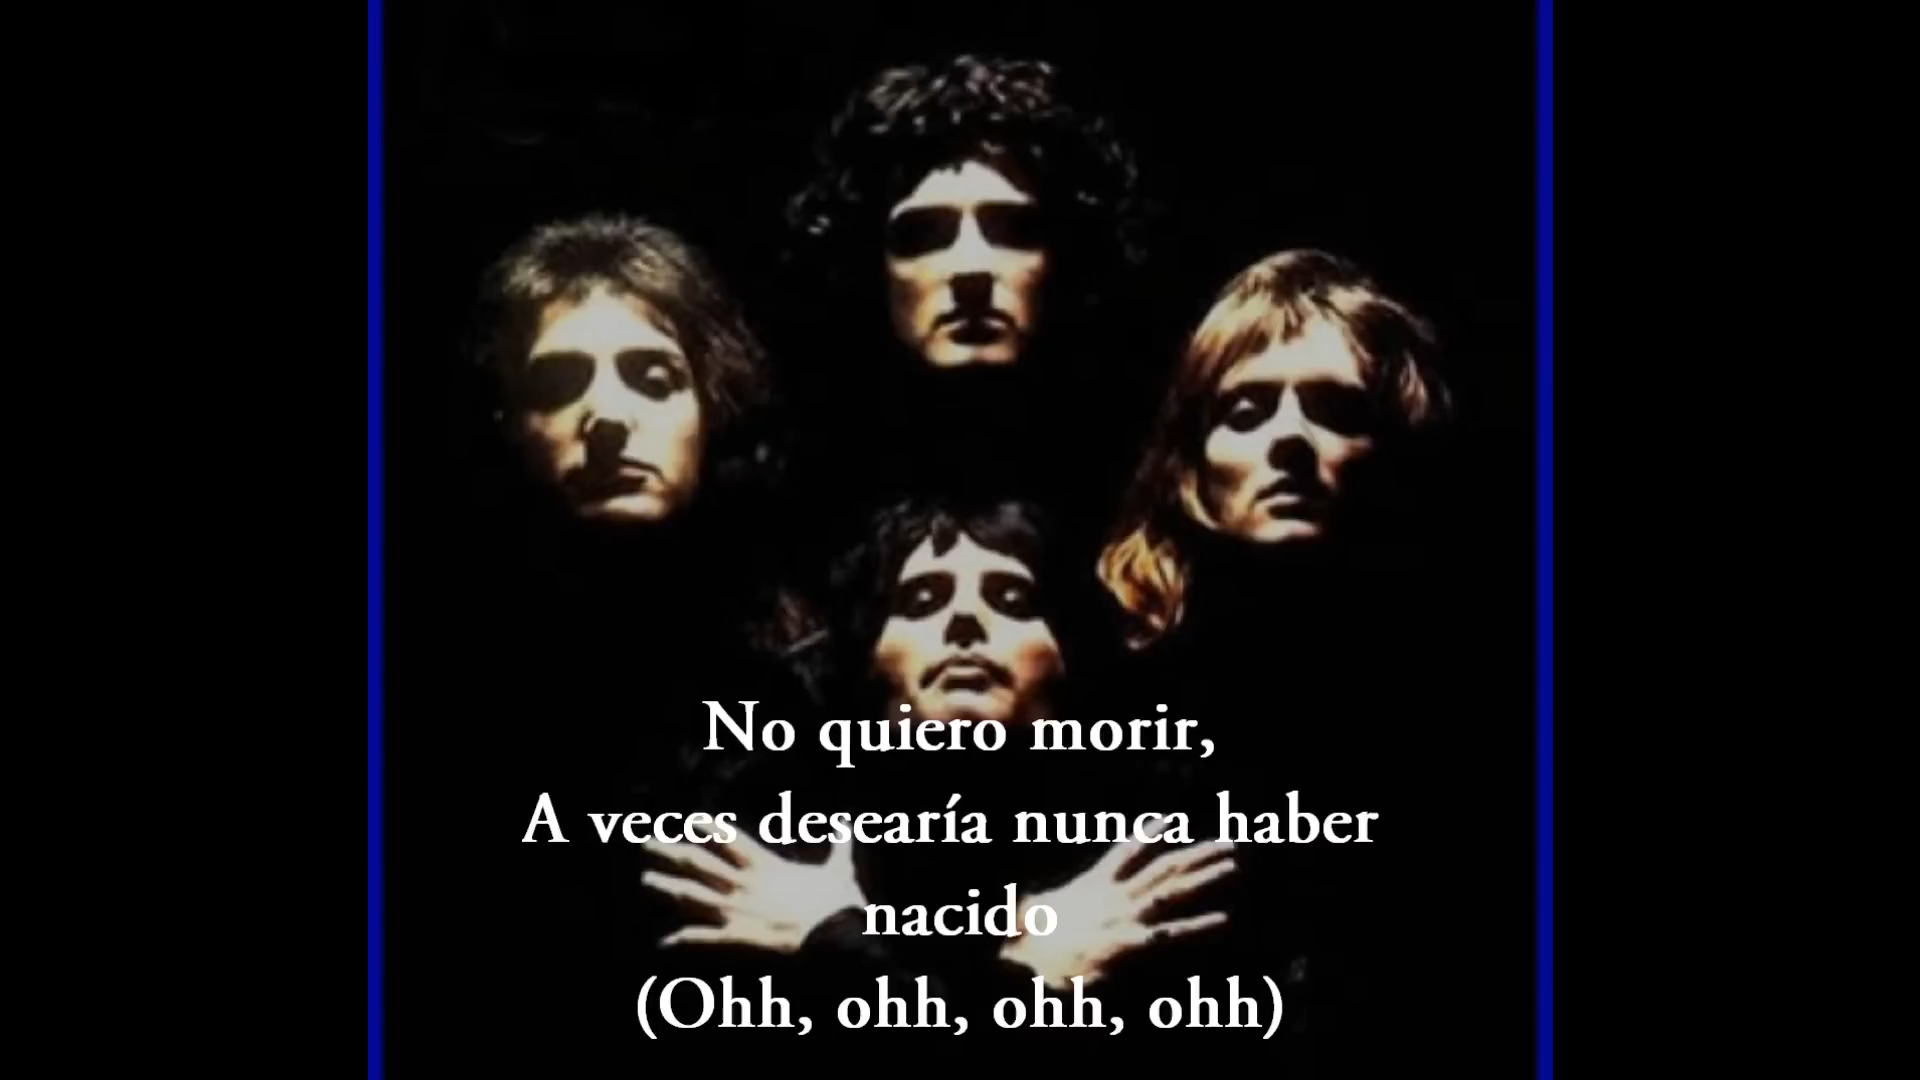 No quiero morir,
A veces desearía nunca haber
nacido
(Ohh, ohh, ohh, ohh)